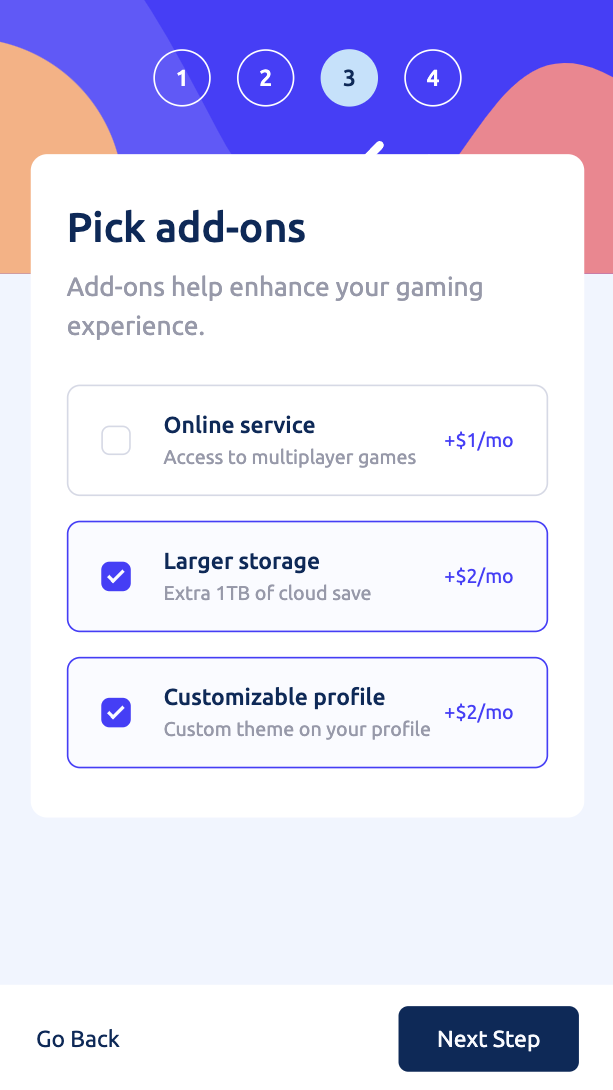 1 2 3 4
Pick add-ons
Add-ons help enhance your gaming
experience.
Online service
Access to multiplayer games
+$1/mo
Larger storage
Extra 1TB of cloud save
+$2/mo
Customizable profile
Custom theme on your profile
+$2/mo
Go Back
Next Step